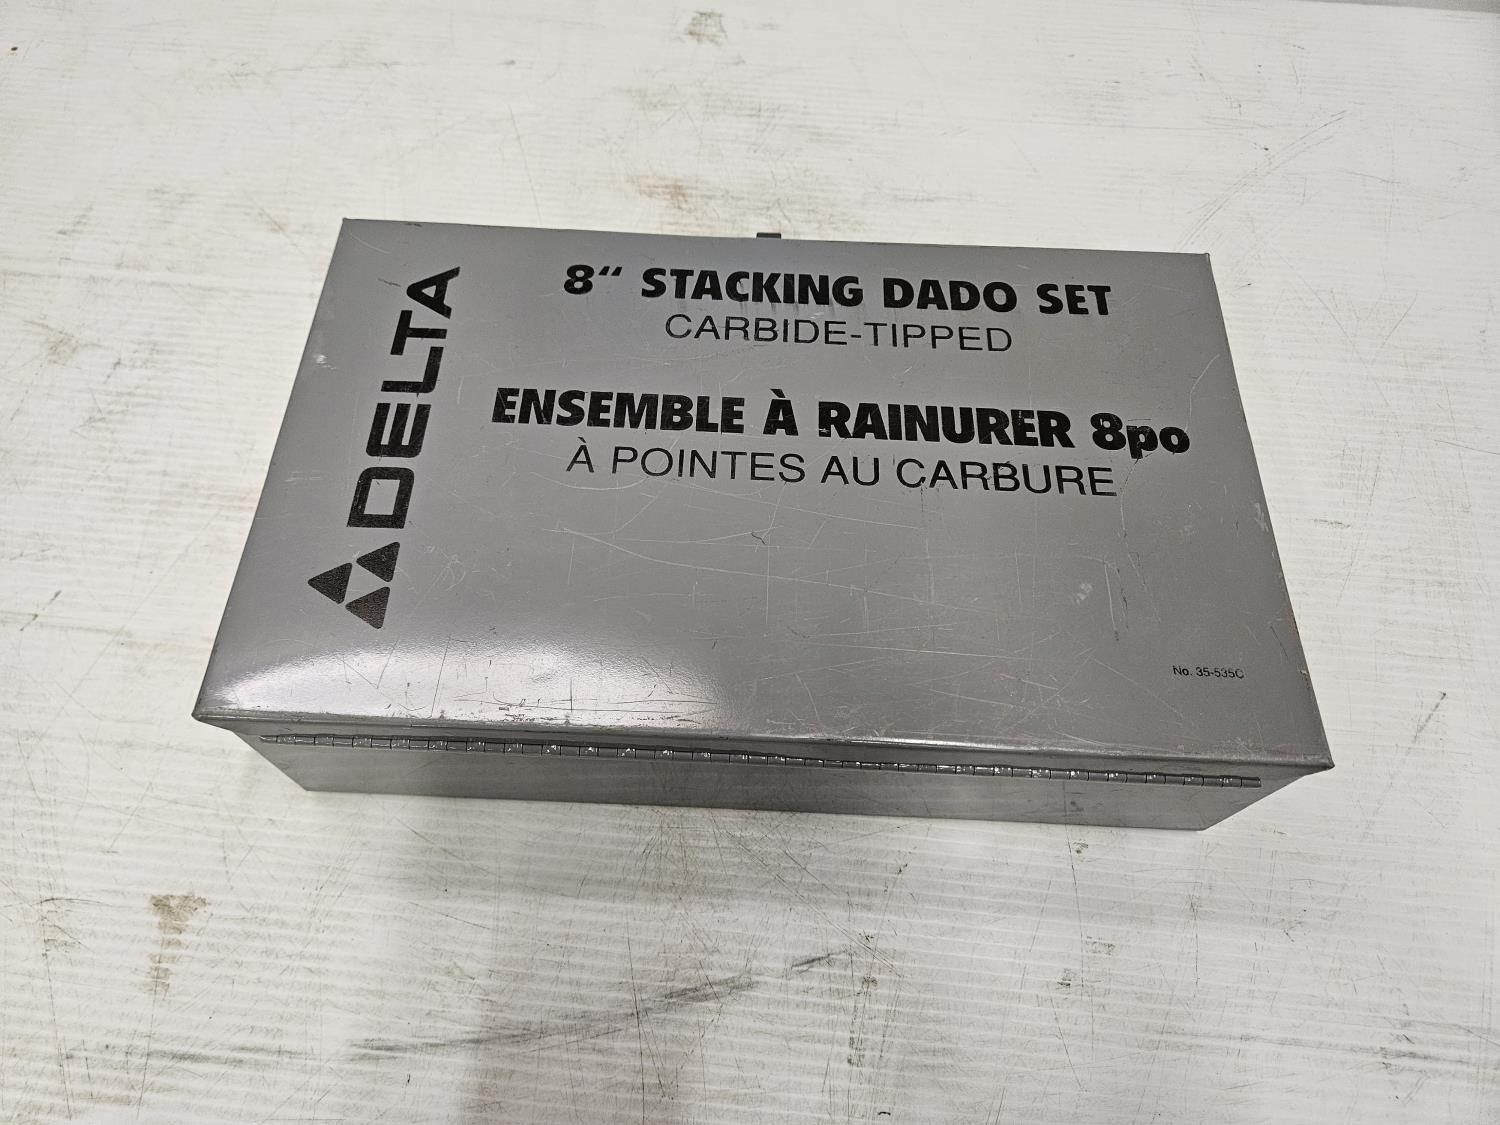 DELTA
8" STACKING DADO SET
CARBIDE-TIPPED
ENSEMBLE À RAINURER 8po
À POINTES AU CARBURE
No. 35-535C